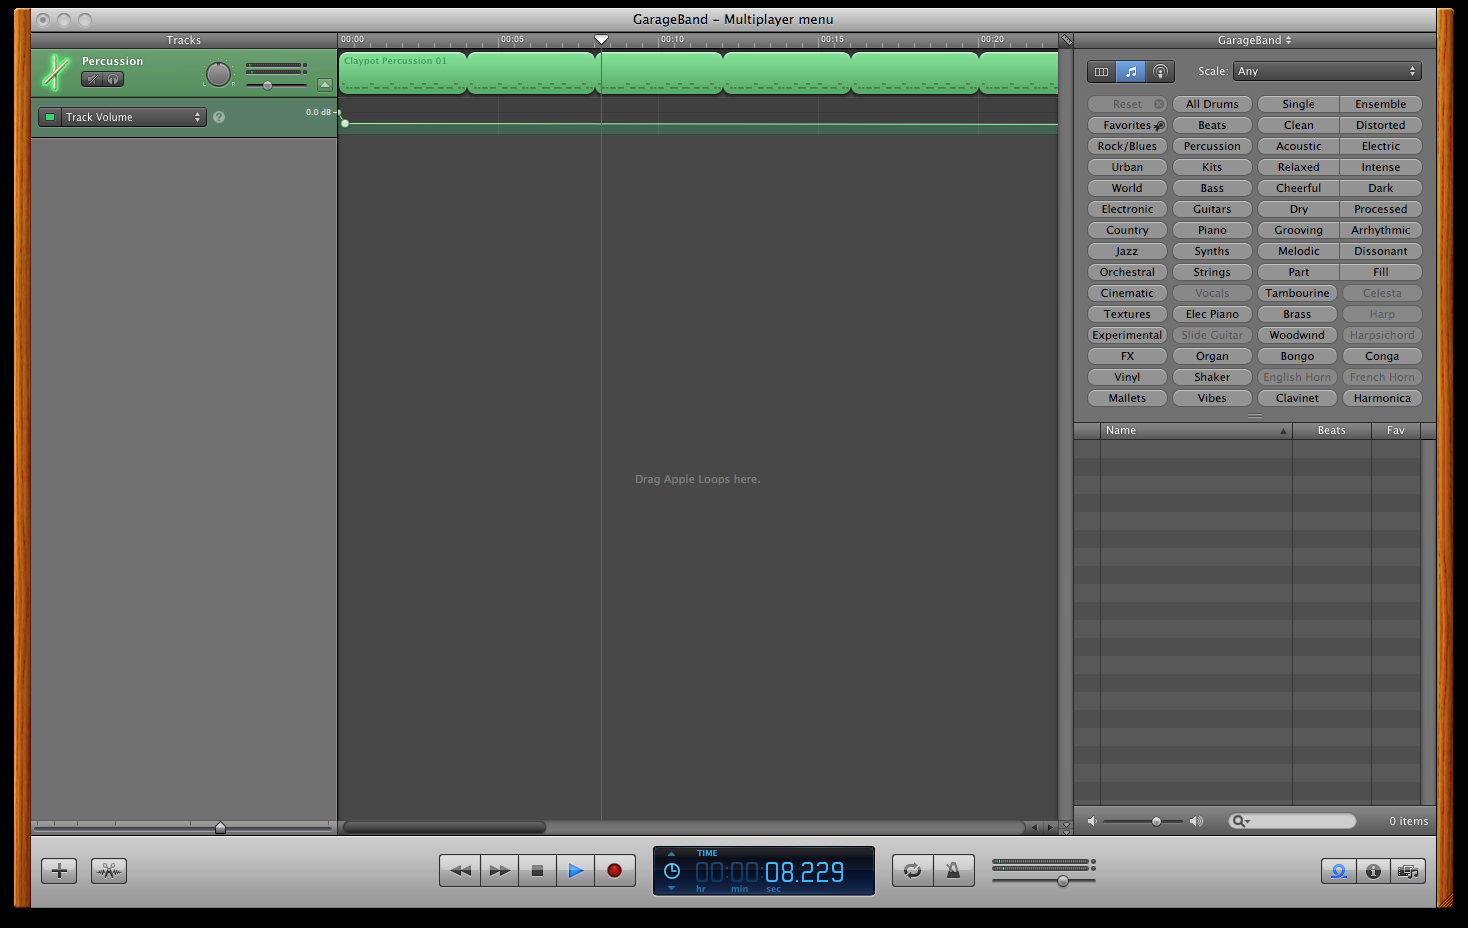 GarageBand – Multiplayer menu
Tracks
00:00 00:05 00:10 00:15 00:20
GarageBand
Percussion
L R
Claypot Percussion 01
Track Volume ?
0.0 dB
Scale: Any
Reset All Drums Single Ensemble
Favorites Beats Clean Distorted
Rock/Blues Percussion Acoustic Electric
Urban Kits Relaxed Intense
World Bass Cheerful Dark
Electronic Guitars Dry Processed
Country Piano Grooving Arrhythmic
Jazz Synths Melodic Dissonant
Orchestral Strings Part Fill
Cinematic Vocals Tambourine Celesta
Textures Elec Piano Brass Harp
Experimental Slide Guitar Woodwind Harpsichord
FX Organ Bongo Conga
Vinyl Shaker English Horn French Horn
Mallets Vibes Clavinet Harmonica
Name Beats Fav
Drag Apple Loops here.
0 items
TIME
00:00:08.229
hr min sec